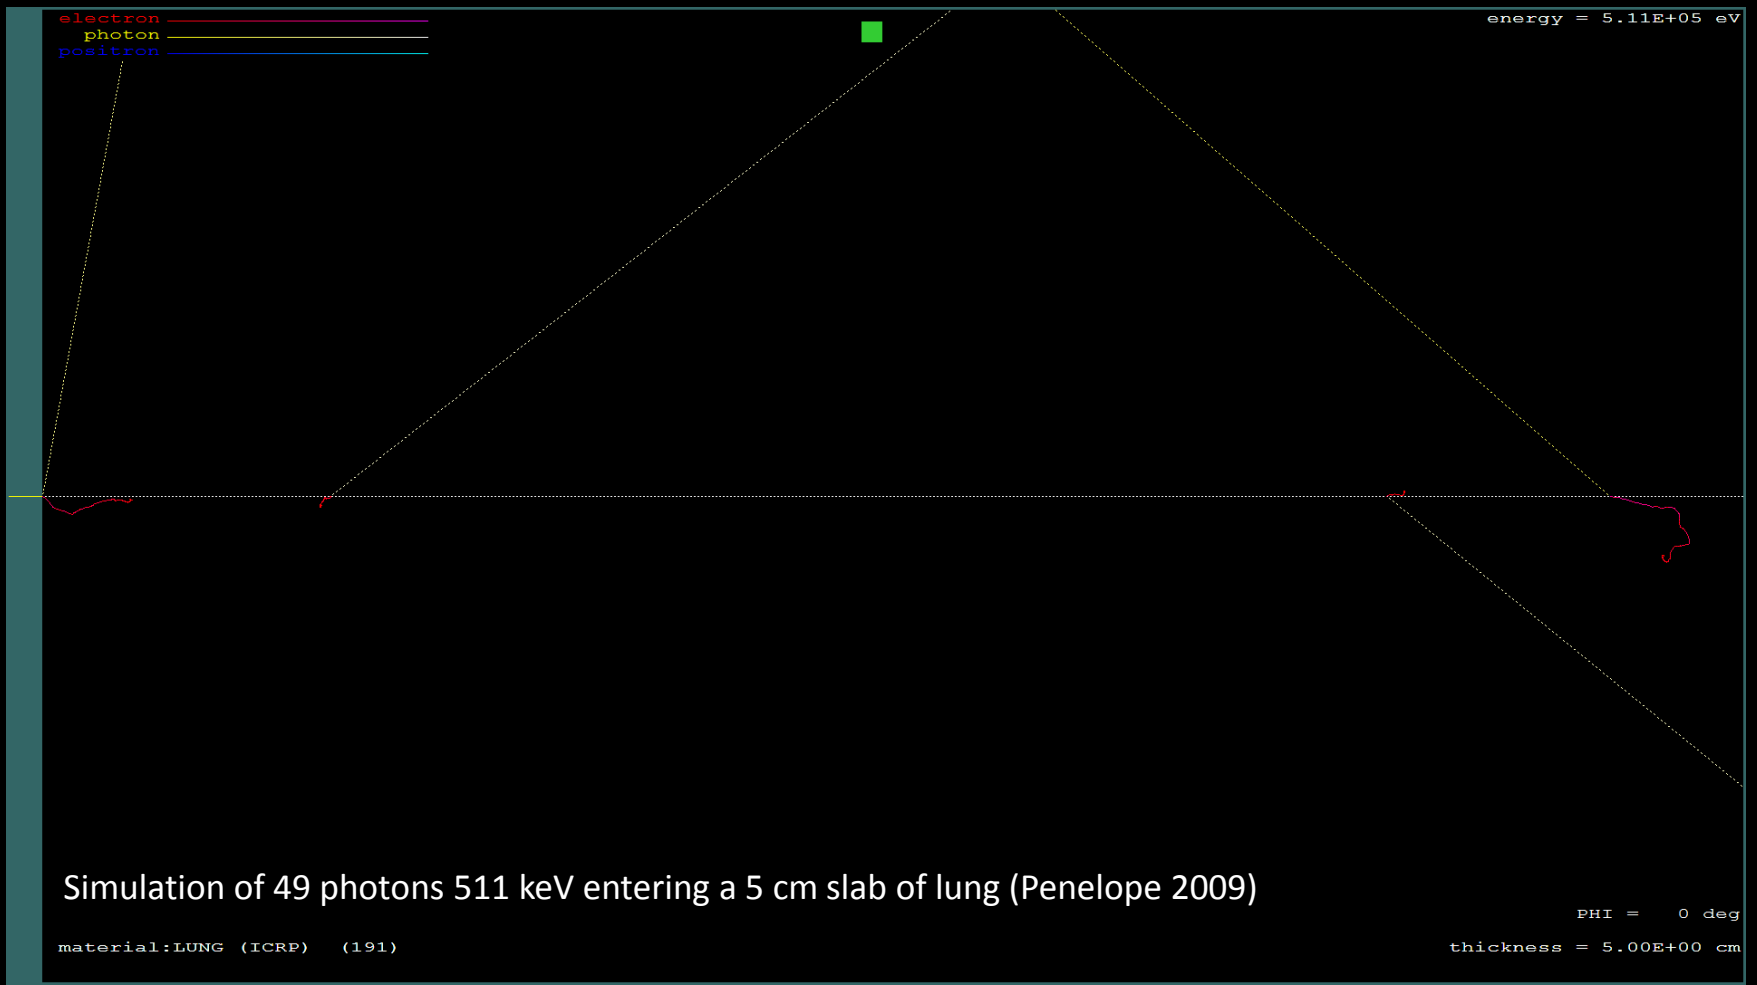 electron
photon
positron
energy = 5.11E+05 eV
Simulation of 49 photons 511 keV entering a 5 cm slab of lung (Penelope 2009)
PHI = 0 deg
material:LUNG (ICRP) (191)
thickness = 5.00E+00 cm